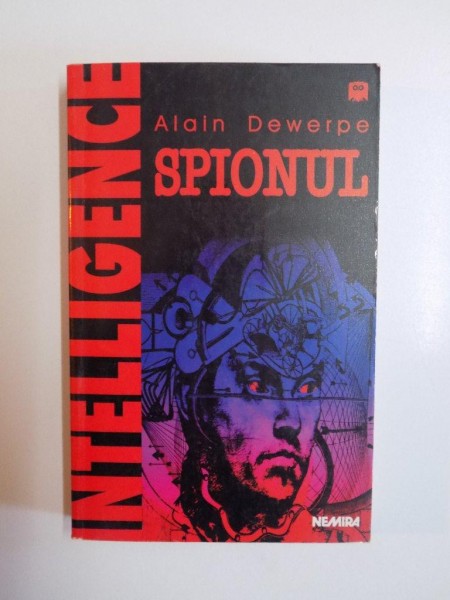 INTELLIGENCE
Alain Dewerpe
SPIONUL
NEMIRA